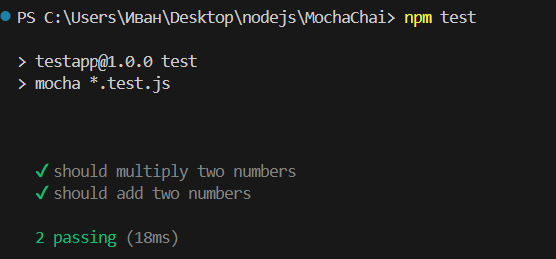 PS C:\Users\Иван\Desktop\nodejs\MochaChai> npm test
> testapp@1.0.0 test
> mocha *.test.js
✓ should multiply two numbers
✓ should add two numbers
2 passing (18ms)